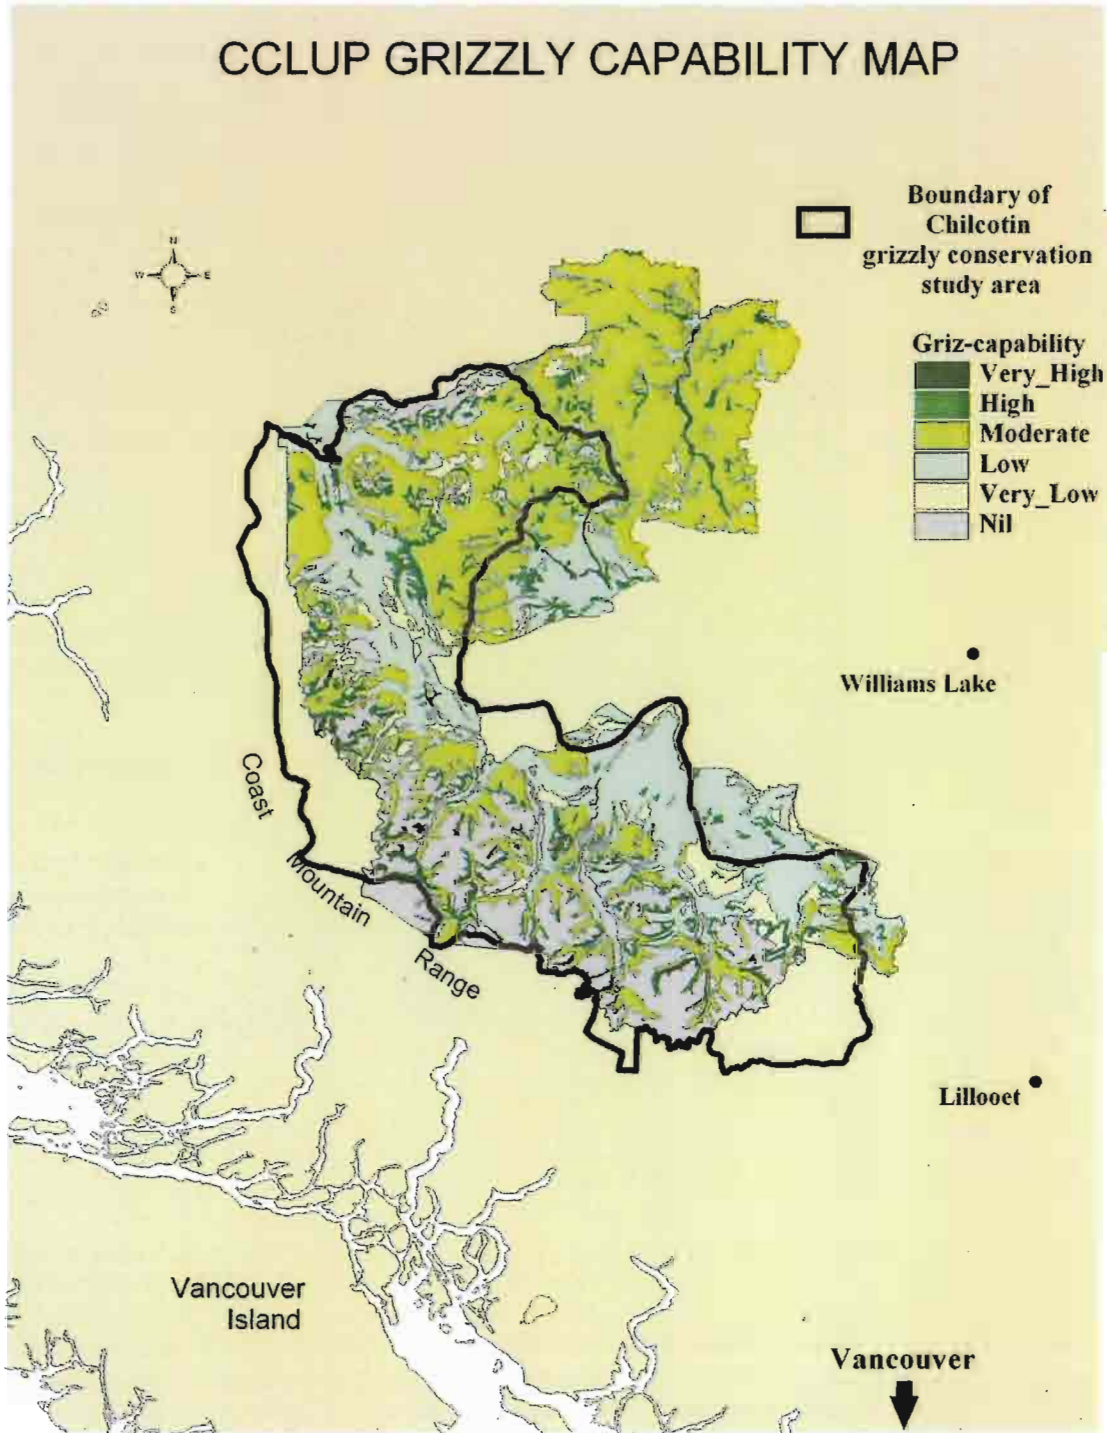 CCLUP GRIZZLY CAPABILITY MAP
Boundary of
Chilcotin
grizzly conservation
study area
N
W
E
S
Griz-capability
Very_High
High
Moderate
Low
Very_Low
Nil
Williams Lake
Coast
Mountain
Range
Lillooet
Vancouver
Island
Vancouver